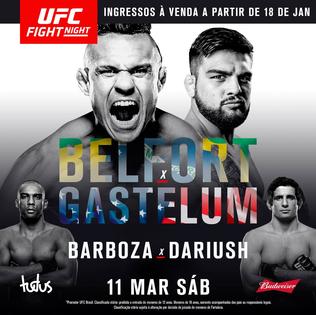 UFC
FIGHT NIGHT
INGRESSOS À VENDA A PARTIR DE 18 DE JAN
BELFORT
x
GASTELUM
BARBOZA x DARIUSH
11 MAR SÁB
Budweiser